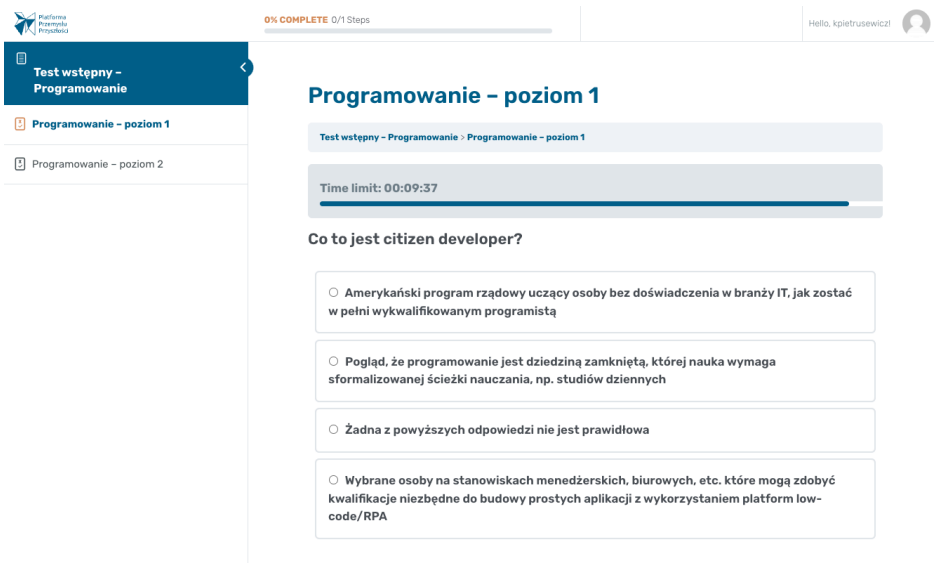 Platforma
Przemysłu
Przyszłości
0% COMPLETE 0/1 Steps
Hello, kpietrusewicz!
Test wstępny –
Programowanie
Programowanie – poziom 1
Programowanie – poziom 2
Programowanie – poziom 1
Test wstępny – Programowanie > Programowanie – poziom 1
Time limit: 00:09:37
Co to jest citizen developer?
Amerykański program rządowy uczący osoby bez doświadczenia w branży IT, jak zostać
w pełni wykwalifikowanym programistą
Pogląd, że programowanie jest dziedziną zamkniętą, której nauka wymaga
sformalizowanej ścieżki nauczania, np. studiów dziennych
Żadna z powyższych odpowiedzi nie jest prawidłowa
Wybrane osoby na stanowiskach menedżerskich, biurowych, etc. które mogą zdobyć
kwalifikacje niezbędne do budowy prostych aplikacji z wykorzystaniem platform low-
code/RPA